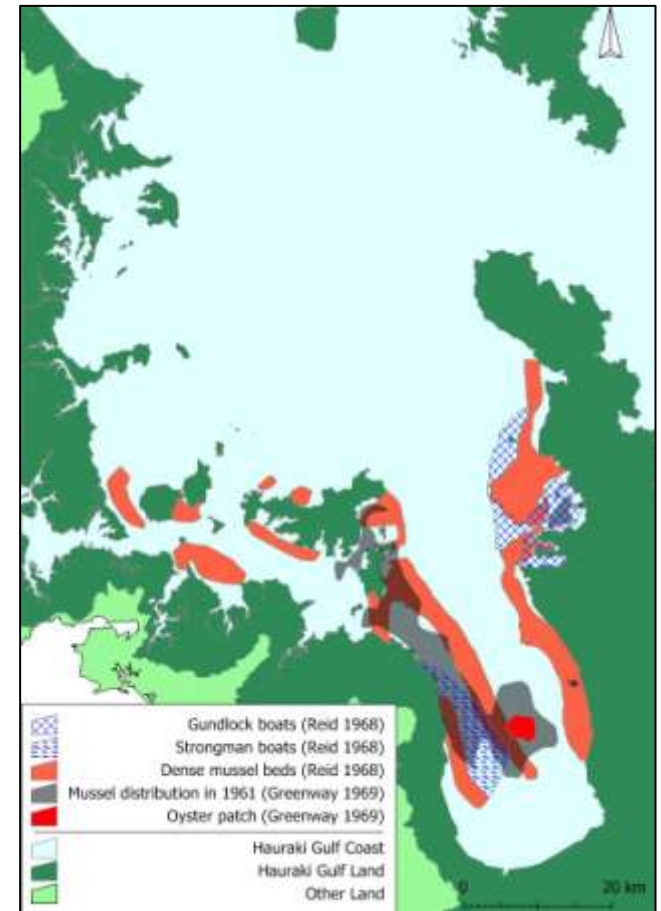 Gundlock boats (Reid 1968)
Strongman boats (Reid 1968)
Dense mussel beds (Reid 1968)
Mussel distribution in 1961 (Greenway 1969)
Oyster patch (Greenway 1969)
Hauraki Gulf Coast
Hauraki Gulf Land
Other Land
0 20 km